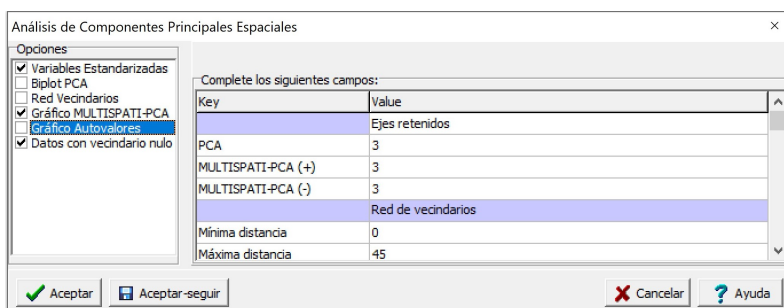 Análisis de Componentes Principales Espaciales
×
Opciones
Variables Estandarizadas
Biplot PCA
Red Vecindarios
Gráfico MULTISPATI-PCA
Gráfico Autovalores
Datos con vecindario nulo
Complete los siguientes campos:
Key Value
Ejes retenidos
PCA 3
MULTISPATI-PCA (+) 3
MULTISPATI-PCA (-) 3
Red de vecindarios
Mínima distancia 0
Máxima distancia 45
Aceptar Aceptar-seguir Cancelar ? Ayuda